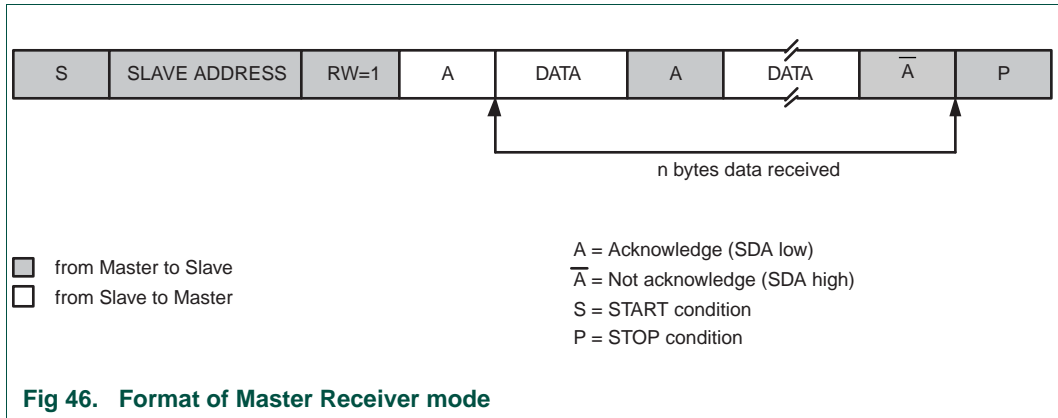 S SLAVE ADDRESS RW=1 A DATA A DATA A̅ P
n bytes data received
from Master to Slave
from Slave to Master
A = Acknowledge (SDA low)
A̅ = Not acknowledge (SDA high)
S = START condition
P = STOP condition
Fig 46. Format of Master Receiver mode